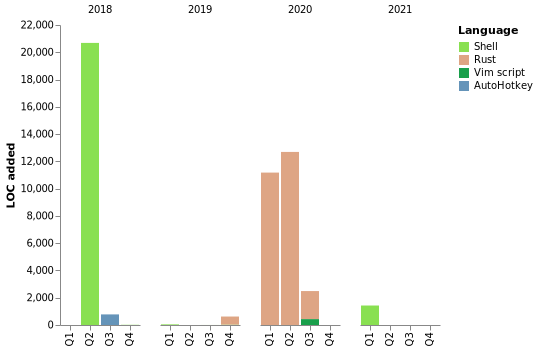 2018 2019 2020 2021
Language
Shell
Rust
Vim script
AutoHotkey
LOC added
22,000
20,000
18,000
16,000
14,000
12,000
10,000
8,000
6,000
4,000
2,000
0
Q1 Q2 Q3 Q4 Q1 Q2 Q3 Q4 Q1 Q2 Q3 Q4 Q1 Q2 Q3 Q4